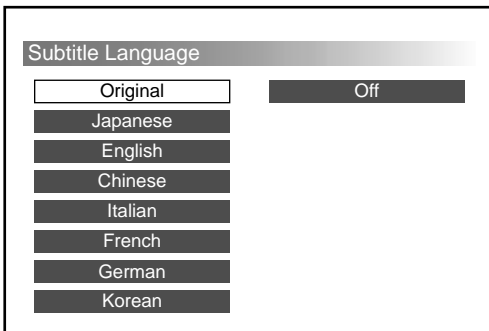 Subtitle Language
Original
Japanese
English
Chinese
Italian
French
German
Korean
Off